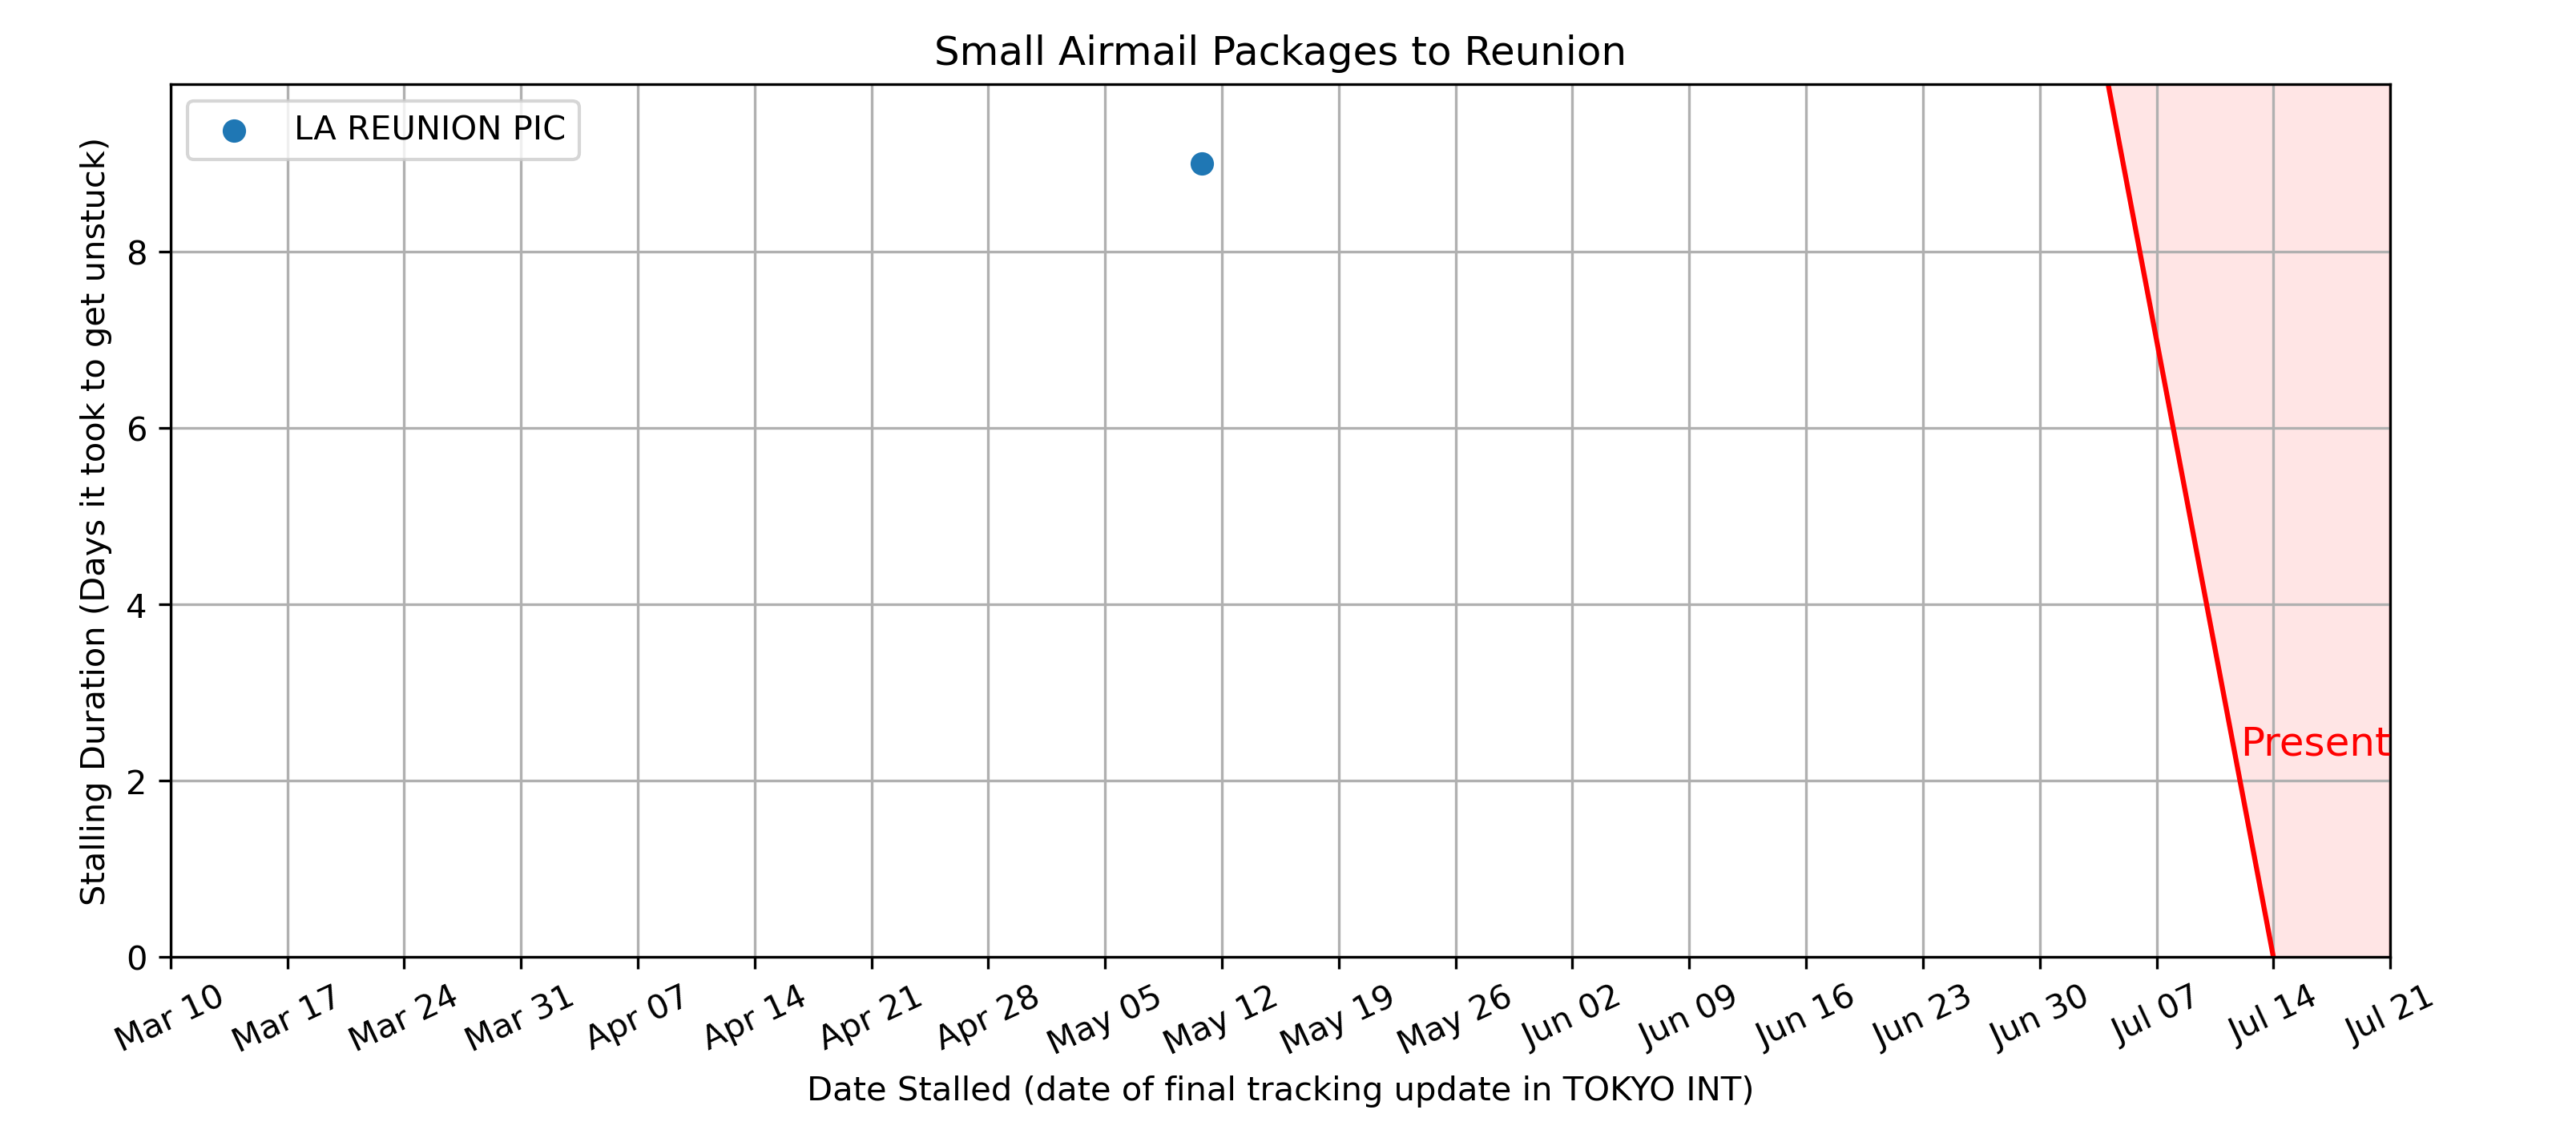 Small Airmail Packages to Reunion
LA REUNION PIC
Stalling Duration (Days it took to get unstuck)
8
6
4
2
0
Present
Mar 10
Mar 17
Mar 24
Mar 31
Apr 07
Apr 14
Apr 21
Apr 28
May 05
May 12
May 19
May 26
Jun 02
Jun 09
Jun 16
Jun 23
Jun 30
Jul 07
Jul 14
Jul 21
Date Stalled (date of final tracking update in TOKYO INT)